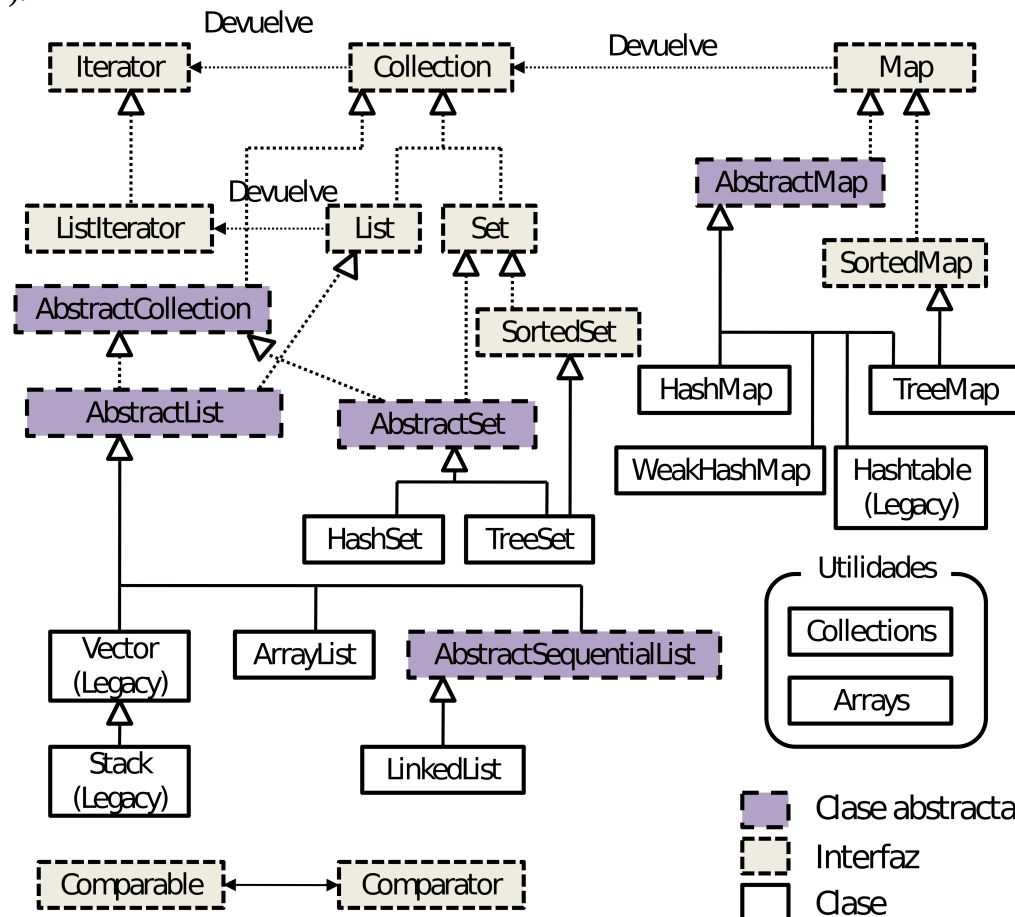 ).
Devuelve
Iterator
Collection
Devuelve
Map
AbstractMap
Devuelve
ListIterator
List
Set
SortedMap
AbstractCollection
SortedSet
HashMap
TreeMap
AbstractList
AbstractSet
WeakHashMap
Hashtable
(Legacy)
HashSet
TreeSet
Utilidades
Collections
Arrays
Vector
(Legacy)
ArrayList
AbstractSequentialList
Stack
(Legacy)
LinkedList
Clase abstracta
Interfaz
Clase
Comparable
Comparator